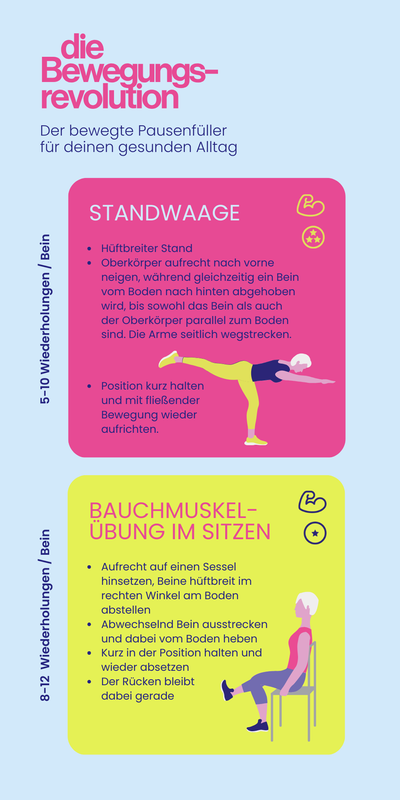 die
Bewegungs-
revolution
Der bewegte Pausenfüller
für deinen gesunden Alltag
5-10 Wiederholungen / Bein
STANDWAAGE
• Hüftbreiter Stand
• Oberkörper aufrecht nach vorne
neigen, während gleichzeitig ein Bein
vom Boden nach hinten abgehoben
wird, bis sowohl das Bein als auch
der Oberkörper parallel zum Boden
sind. Die Arme seitlich wegstrecken.
• Position kurz halten
und mit fließender
Bewegung wieder
aufrichten.
8-12 Wiederholungen / Bein
BAUCHMUSKEL-
ÜBUNG IM SITZEN
• Aufrecht auf einen Sessel
hinsetzen, Beine hüftbreit im
rechten Winkel am Boden
abstellen
• Abwechselnd Bein ausstrecken
und dabei vom Boden heben
• Kurz in der Position halten und
wieder absetzen
• Der Rücken bleibt
dabei gerade